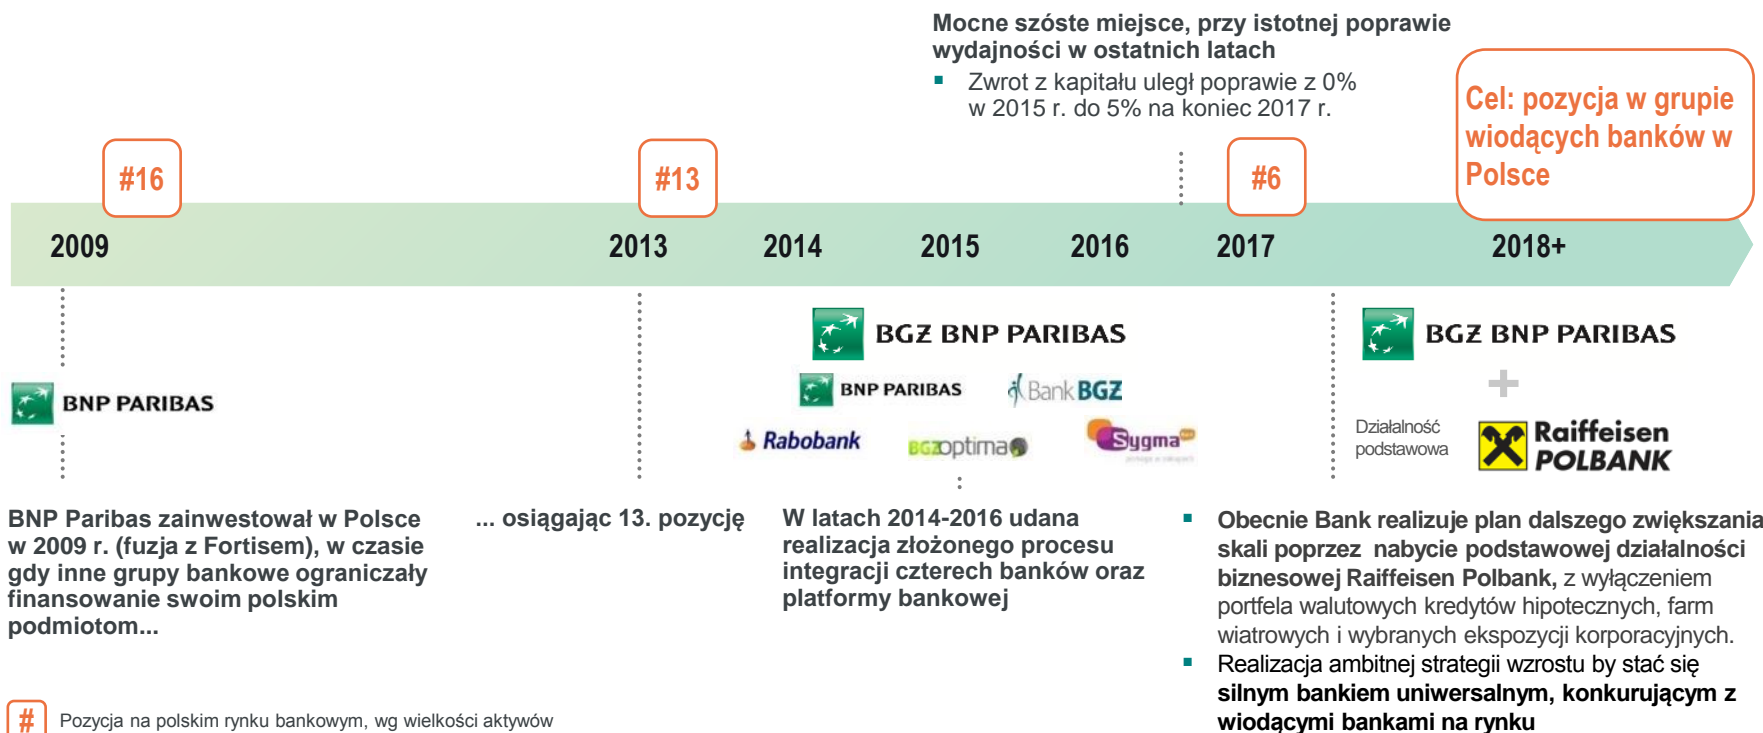 Mocne szóste miejsce, przy istotnej poprawie
wydajności w ostatnich latach
▪ Zwrot z kapitału uległ poprawie z 0%
w 2015 r. do 5% na koniec 2017 r.
Cel: pozycja w grupie
wiodących banków w
Polsce
#16
#13
#6
2009
2013
2014
2015
2016
2017
2018+
BNP PARIBAS
BGŻ BNP PARIBAS
BNP PARIBAS
Bank BGŻ
Rabobank
BGŻOptima
Sygma
BGŻ BNP PARIBAS
+
Działalność
podstawowa
Raiffeisen
POLBANK
BNP Paribas zainwestował w Polsce
w 2009 r. (fuzja z Fortisem), w czasie
gdy inne grupy bankowe ograniczały
finansowanie swoim polskim
podmiotom...
... osiągając 13. pozycję
W latach 2014-2016 udana
realizacja złożonego procesu
integracji czterech banków oraz
platformy bankowej
▪ Obecnie Bank realizuje plan dalszego zwiększania
skali poprzez nabycie podstawowej działalności
biznesowej Raiffeisen Polbank, z wyłączeniem
portfela walutowych kredytów hipotecznych, farm
wiatrowych i wybranych ekspozycji korporacyjnych.
▪ Realizacja ambitnej strategii wzrostu by stać się
silnym bankiem uniwersalnym, konkurującym z
wiodącymi bankami na rynku
# Pozycja na polskim rynku bankowym, wg wielkości aktywów